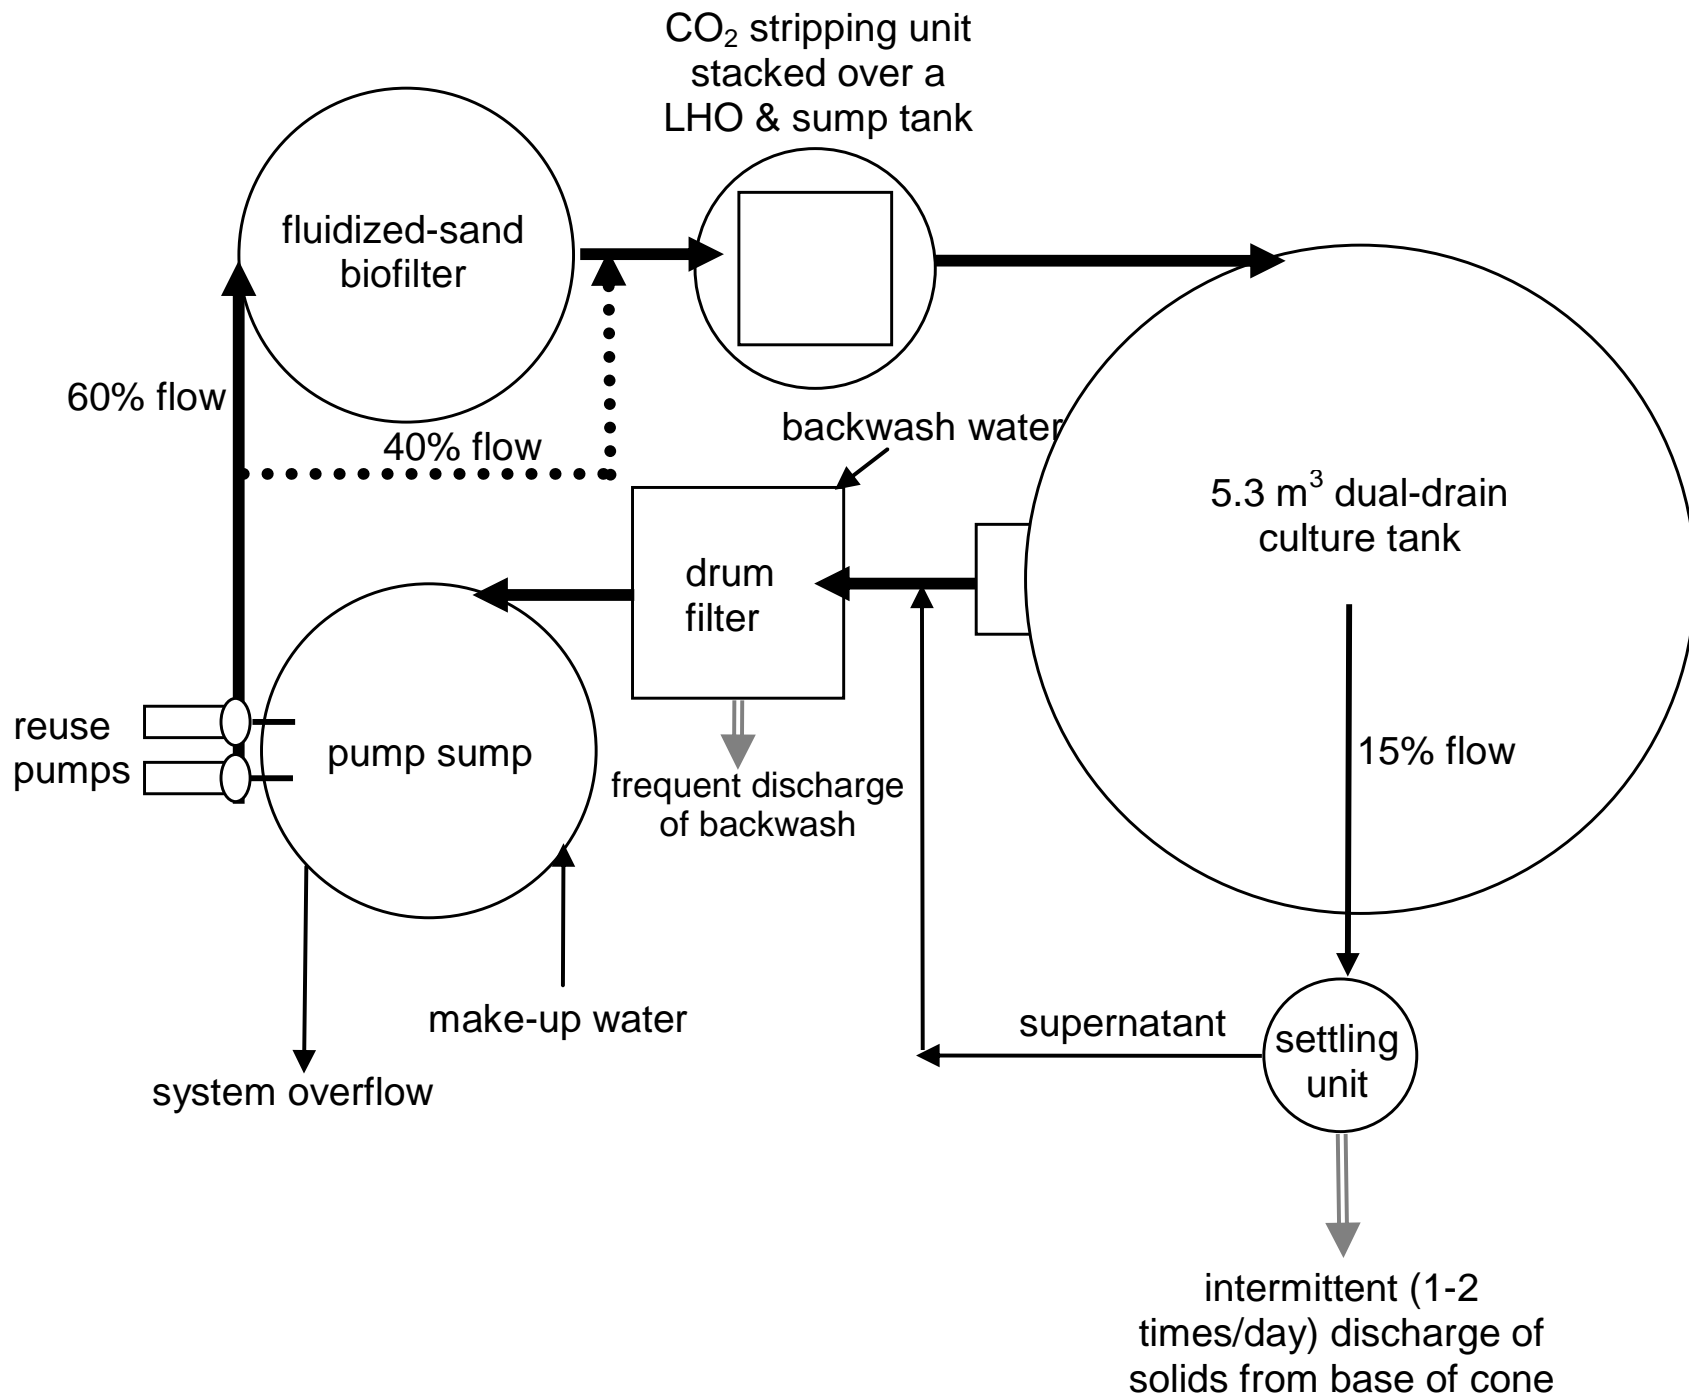 CO₂ stripping unit
stacked over a
LHO & sump tank
fluidized-sand
biofilter
60% flow
40% flow
backwash water
5.3 m³ dual-drain
culture tank
drum
filter
reuse
pumps
pump sump
15% flow
frequent discharge
of backwash
make-up water
system overflow
supernatant
settling
unit
intermittent (1-2
times/day) discharge of
solids from base of cone